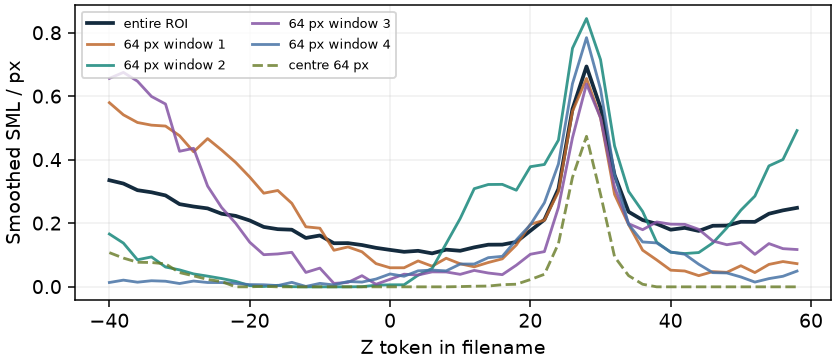 entire ROI
64 px window 1
64 px window 2
64 px window 3
64 px window 4
centre 64 px
Smoothed SML / px
0.8
0.6
0.4
0.2
0.0
−40
−20
0
20
40
60
Z token in filename